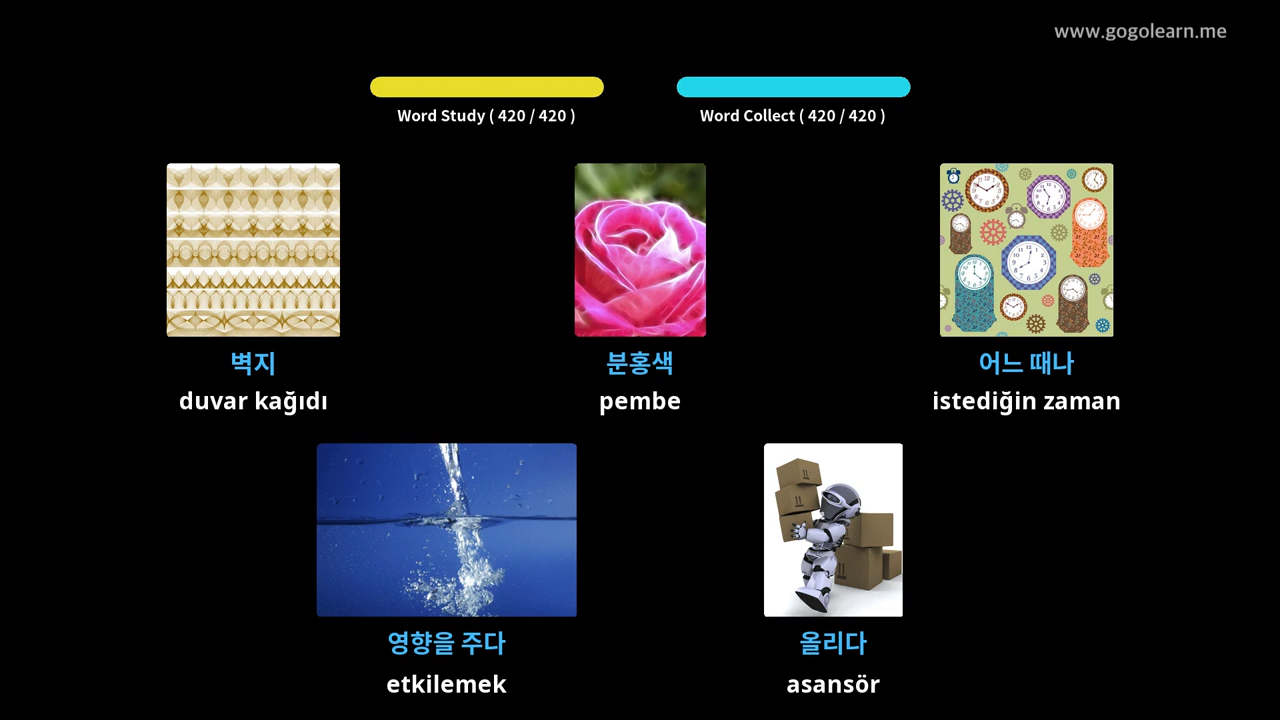 www.gogolearn.me
Word Study ( 420 / 420 )
Word Collect ( 420 / 420 )
벽지
duvar kağıdı
분홍색
pembe
어느 때나
istediğin zaman
영향을 주다
etkilemek
올리다
asansör